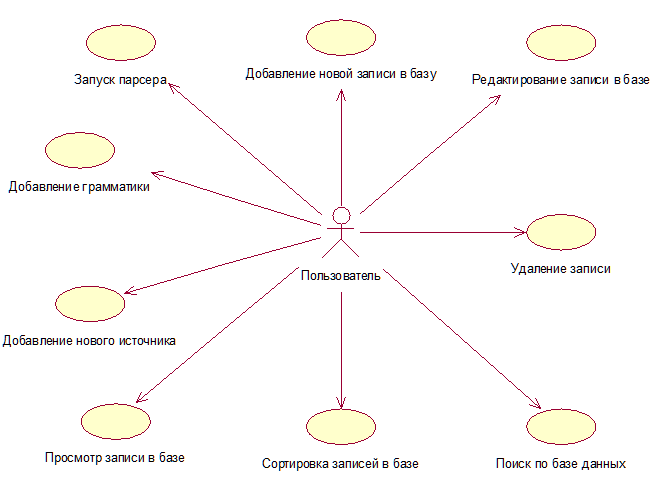 Добавление новой записи в базу
Запуск парсера
Редактирование записи в базе
Добавление грамматики
Удаление записи
Пользователь
Добавление нового источника
Просмотр записи в базе
Сортировка записей в базе
Поиск по базе данных